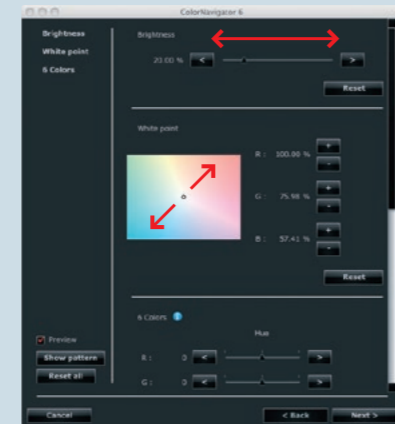 ColorNavigator 6
Brightness
White point
6 Colors
Brightness
20.00 % < >
Reset
White point
R : 100.00 % + -
G : 75.98 % + -
B : 57.41 % + -
Reset
6 Colors
Hue
R : 0 < >
G : 0 < >
Preview
Show pattern
Reset all
Cancel
< Back
Next >